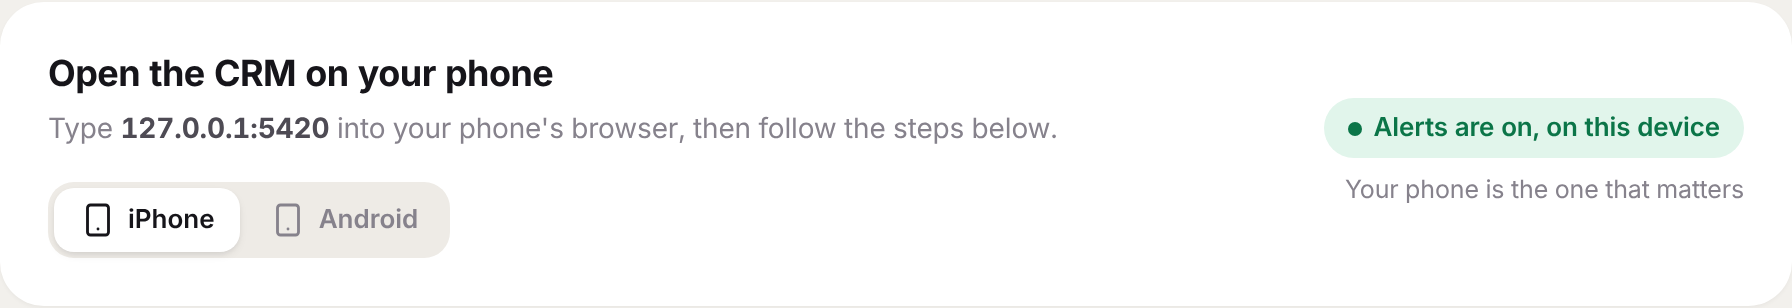 Open the CRM on your phone
Type 127.0.0.1:5420 into your phone's browser, then follow the steps below.
iPhone
Android
Alerts are on, on this device
Your phone is the one that matters